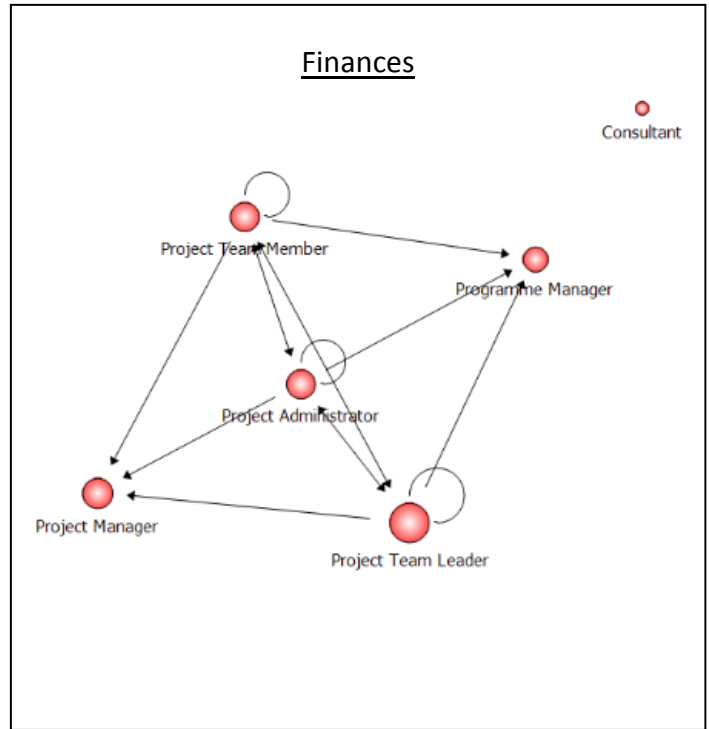 Finances
Consultant
Project Team Member
Programme Manager
Project Administrator
Project Manager
Project Team Leader